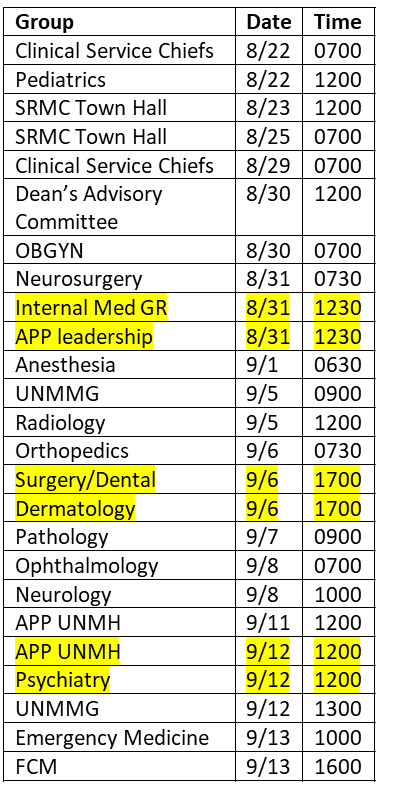 Group Date Time
Clinical Service Chiefs 8/22 0700
Pediatrics 8/22 1200
SRMC Town Hall 8/23 1200
SRMC Town Hall 8/25 0700
Clinical Service Chiefs 8/29 0700
Dean’s Advisory 8/30 1200
Committee
OBGYN 8/30 0700
Neurosurgery 8/31 0730
Internal Med GR 8/31 1230
APP leadership 8/31 1230
Anesthesia 9/1 0630
UNMMG 9/5 0900
Radiology 9/5 1200
Orthopedics 9/6 0730
Surgery/Dental 9/6 1700
Dermatology 9/6 1700
Pathology 9/7 0900
Ophthalmology 9/8 0700
Neurology 9/8 1000
APP UNMH 9/11 1200
APP UNMH 9/12 1200
Psychiatry 9/12 1200
UNMMG 9/12 1300
Emergency Medicine 9/13 1000
FCM 9/13 1600